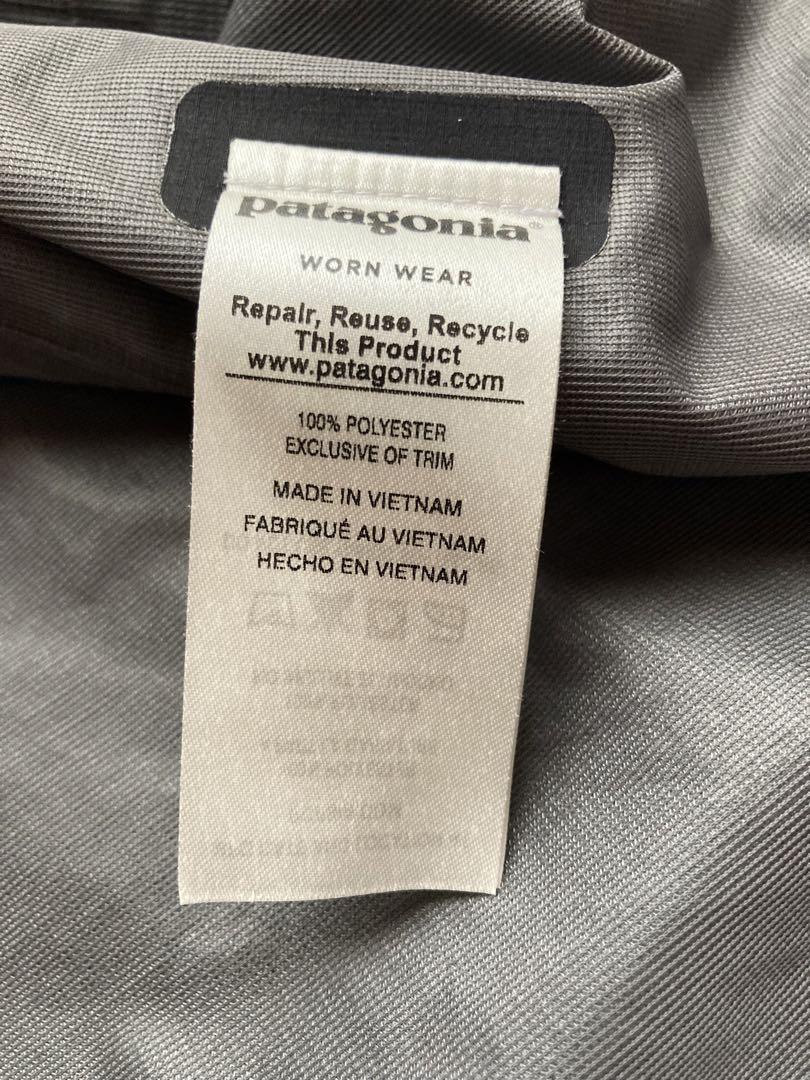 patagonia®
WORN WEAR
Repair, Reuse, Recycle
This Product
www.patagonia.com
100% POLYESTER
EXCLUSIVE OF TRIM
MADE IN VIETNAM
FABRIQUÉ AU VIETNAM
HECHO EN VIETNAM